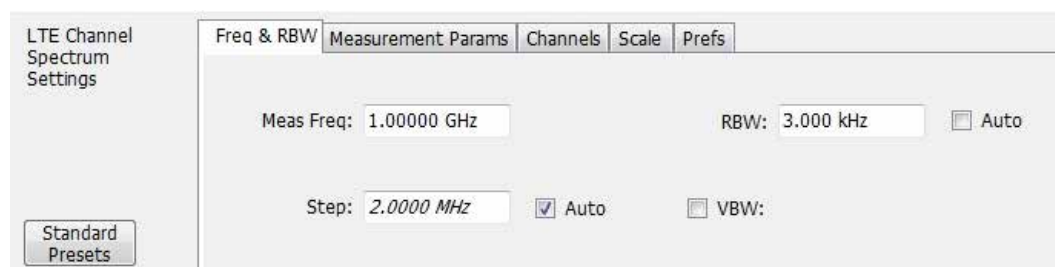 LTE Channel
Spectrum
Settings
Freq & RBW Measurement Params Channels Scale Prefs
Meas Freq: 1.00000 GHz RBW: 3.000 kHz Auto
Step: 2.0000 MHz Auto VBW:
Standard
Presets